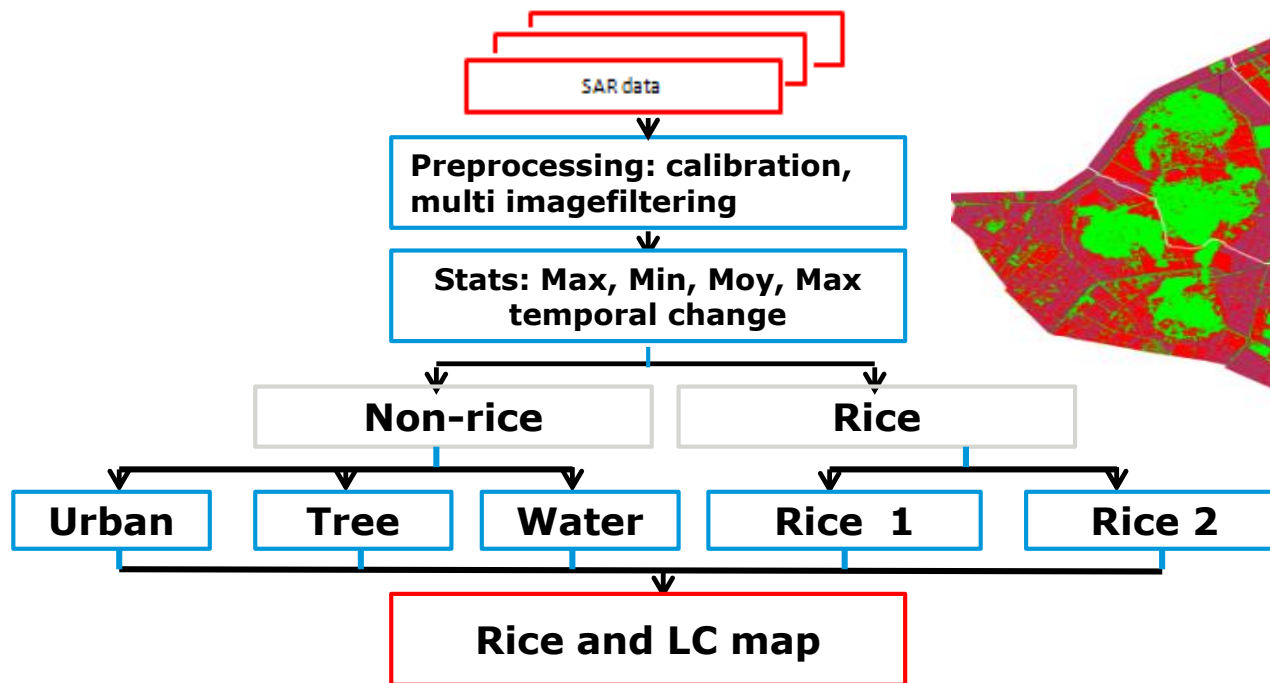 SAR data
Preprocessing: calibration,
multi imagefiltering
Stats: Max, Min, Moy, Max
temporal change
Non-rice
Rice
Urban
Tree
Water
Rice 1
Rice 2
Rice and LC map